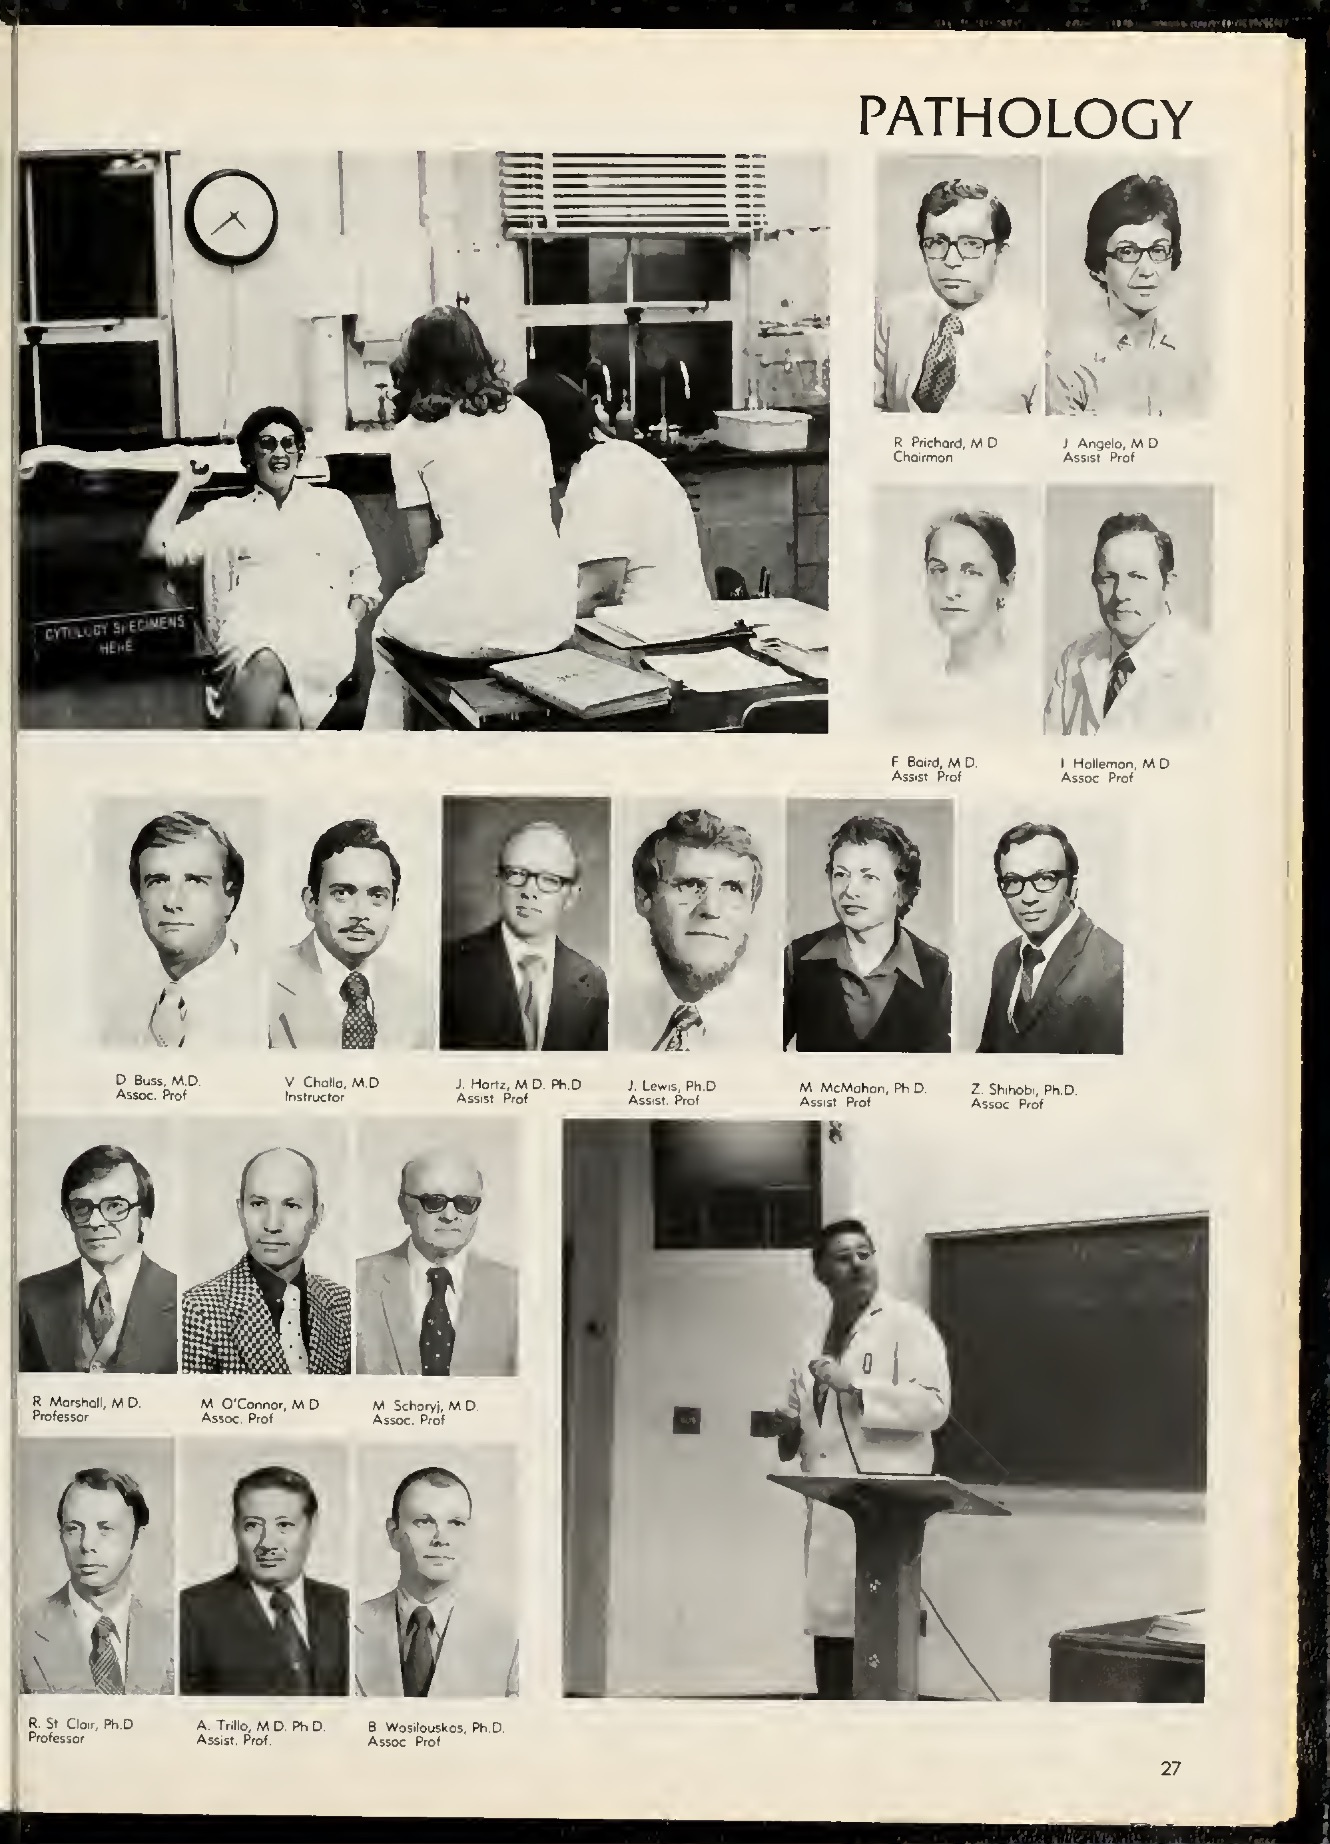 PATHOLOGY
CYTOLOGY SPECIMENS
HERE
R Prichard, M D
Chairman
J Angelo, M D
Assist Prof
F Baird, M D.
Assist Prof
I Holleman, M D
Assoc Prof
D Buss, M.D.
Assoc. Prof
V Challa, M.D
Instructor
J. Hartz, M D. Ph.D
Assist Prof
J. Lewis, Ph.D
Assist. Prof
M McMahan, Ph D.
Assist Prof
Z. Shihabi, Ph.D.
Assoc Prof
R Marshall, M D.
Professor
M O'Connor, M D
Assoc. Prof
M Scharyj, M D.
Assoc. Prof
R. St Clair, Ph.D
Professor
A. Trillo, M D. Ph D.
Assist. Prof.
B Wasilauskas, Ph.D.
Assoc Prof
27